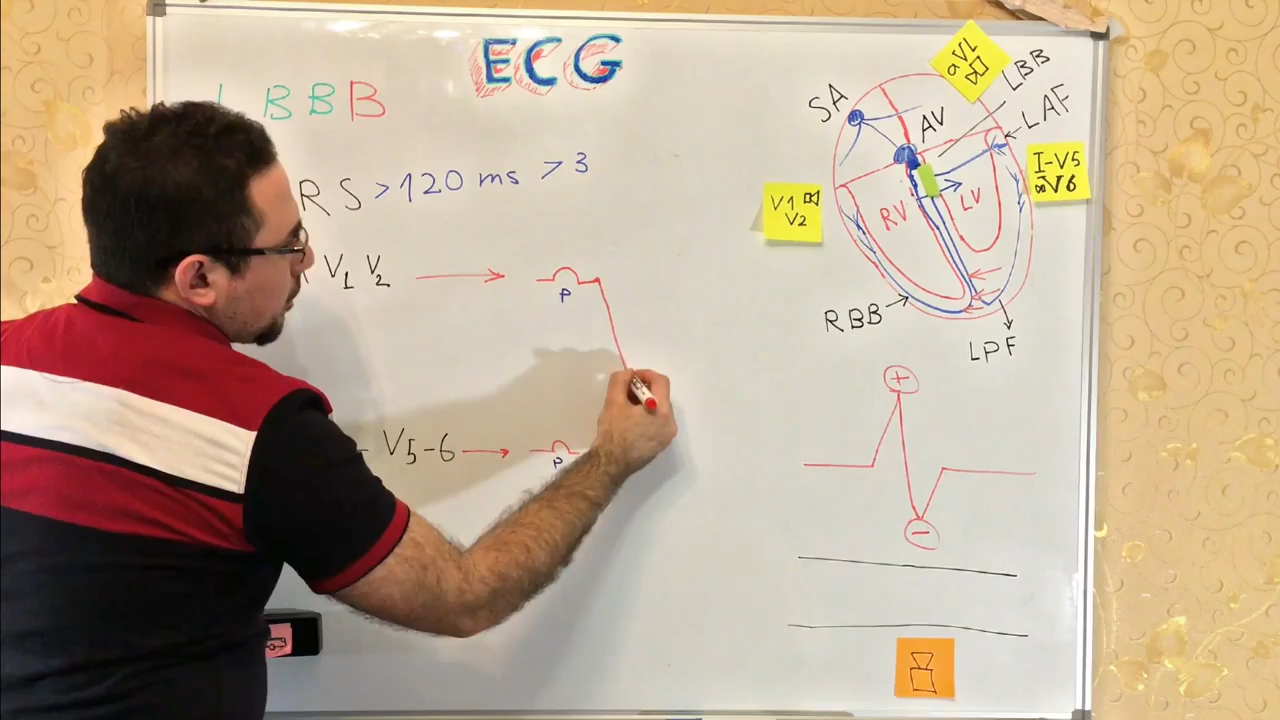 ECG
LBBB
RS >120 ms >3
V1 V2
P
V5-6
P
SA
AV
aVL
LBB
LAF
I-V5
aV6
V1
V2
RV
LV
RBB
LPF
+
-